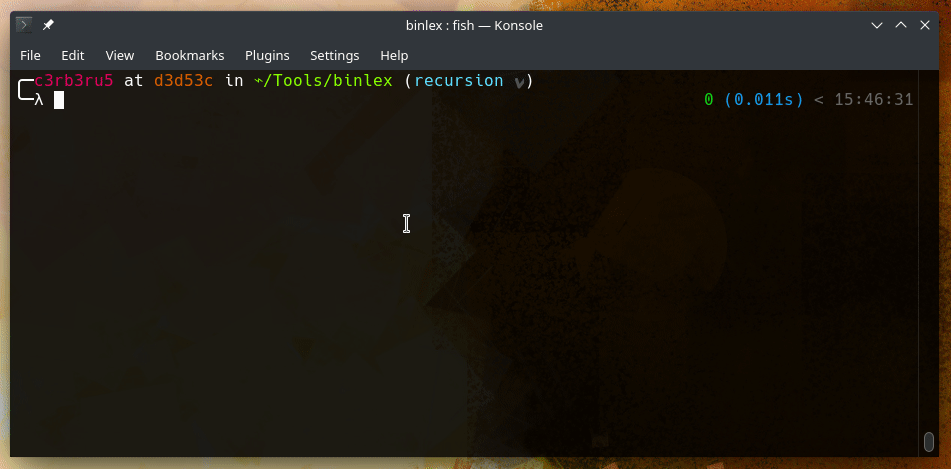 binlex : fish — Konsole
File Edit View Bookmarks Plugins Settings Help
c3rb3ru5 at d3d53c in ~/Tools/binlex (recursion ✔)
λ 0 (0.011s) < 15:46:31